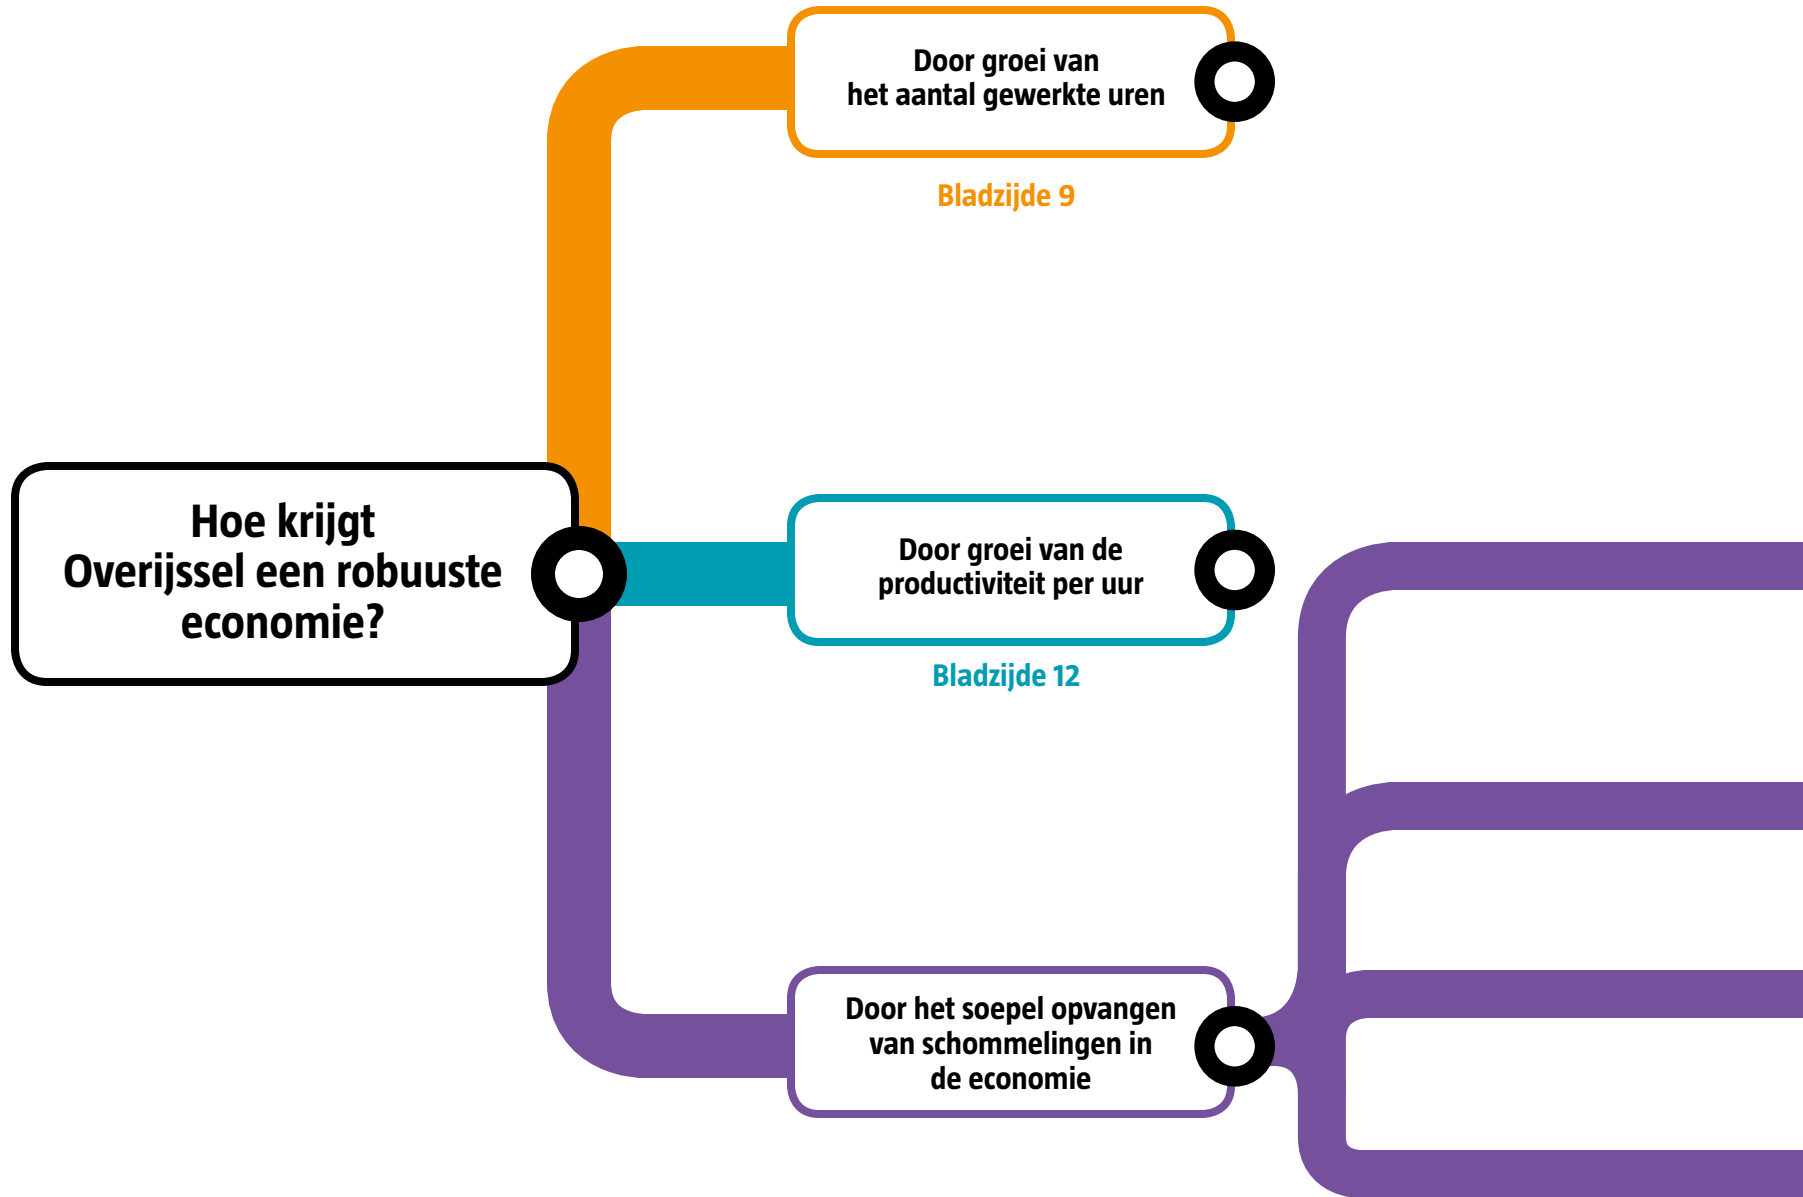 Door groei van
het aantal gewerkte uren
Bladzijde 9
Hoe krijgt
Overijssel een robuuste
economie?
Door groei van de
productiviteit per uur
Bladzijde 12
Door het soepel opvangen
van schommelingen in
de economie